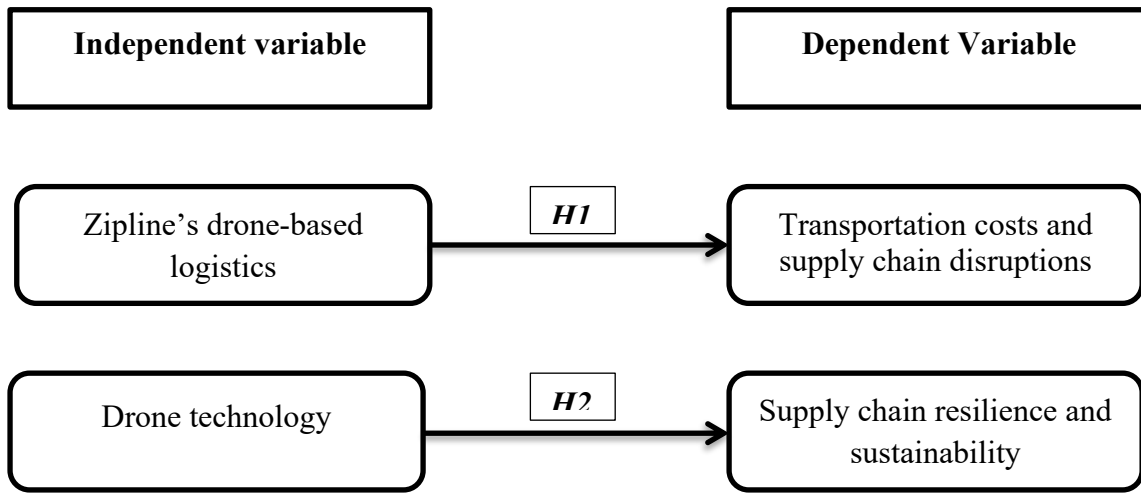 Independent variable
Dependent Variable
Zipline’s drone-based
logistics
H1
Transportation costs and
supply chain disruptions
Drone technology
H2
Supply chain resilience and
sustainability